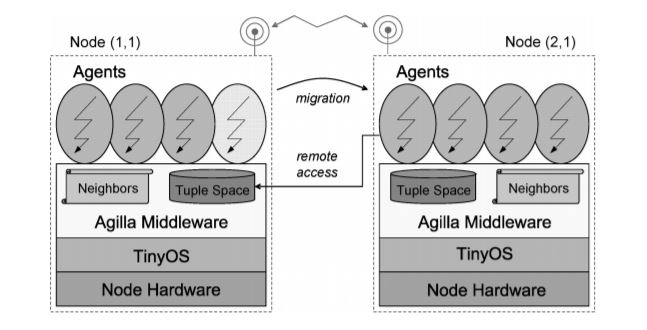 Node (1,1)
Node (2,1)
Agents
Agents
migration
remote
access
Neighbors
Tuple Space
Tuple Space
Neighbors
Agilla Middleware
Agilla Middleware
TinyOS
TinyOS
Node Hardware
Node Hardware